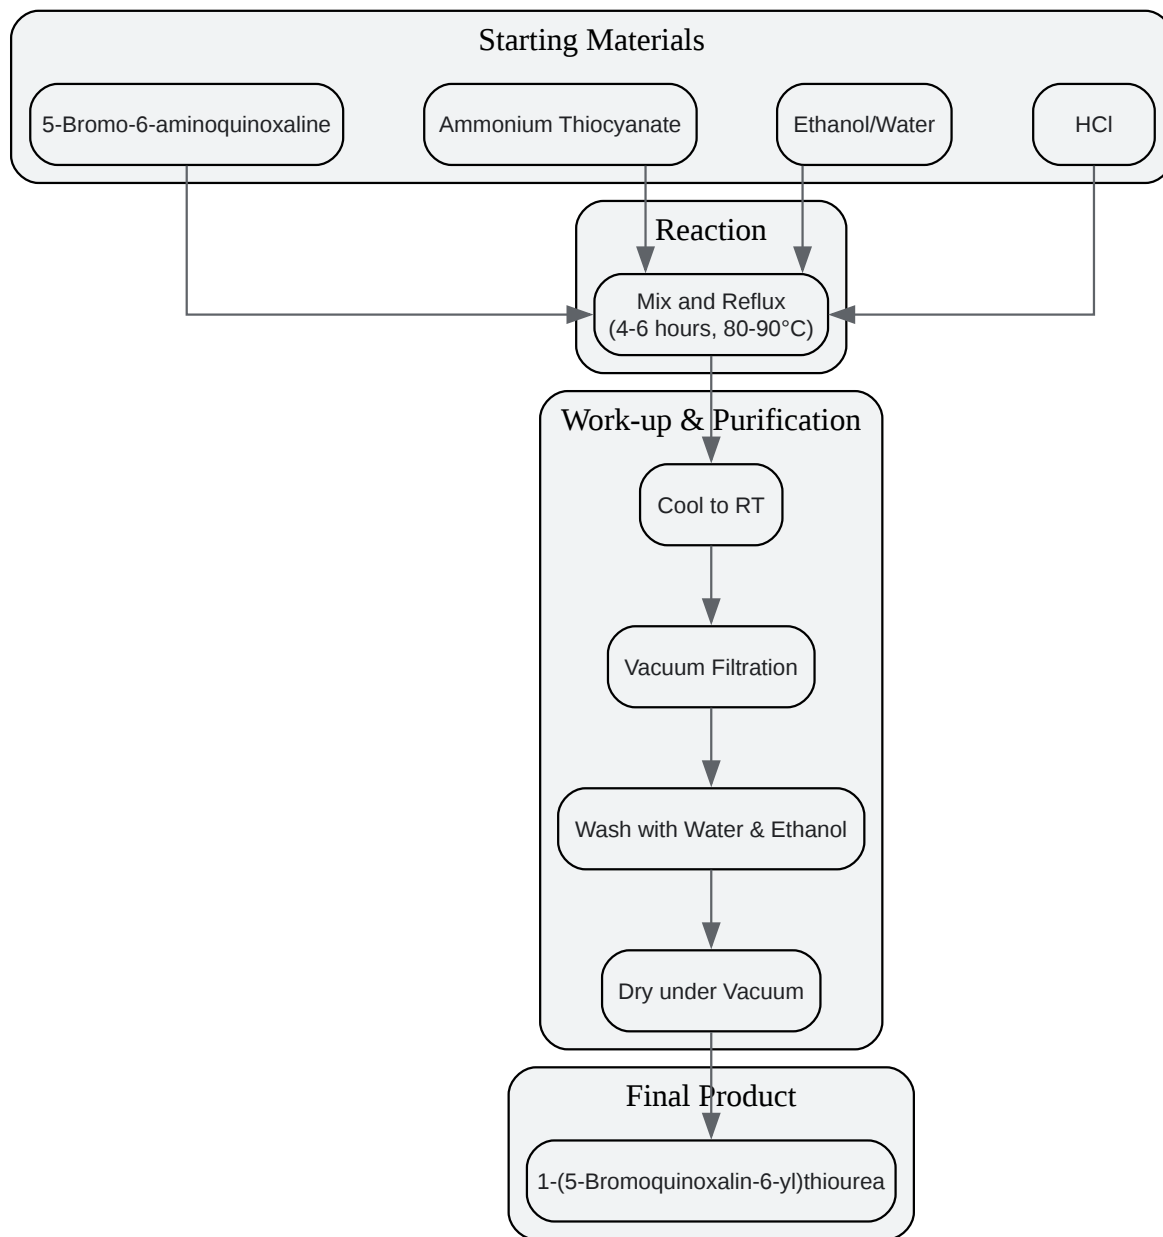 Starting Materials
5-Bromo-6-aminoquinoxaline
Ammonium Thiocyanate
Ethanol/Water
HCl
Reaction
Mix and Reflux
(4-6 hours, 80-90°C)
Work-up & Purification
Cool to RT
Vacuum Filtration
Wash with Water & Ethanol
Dry under Vacuum
Final Product
1-(5-Bromoquinoxalin-6-yl)thiourea